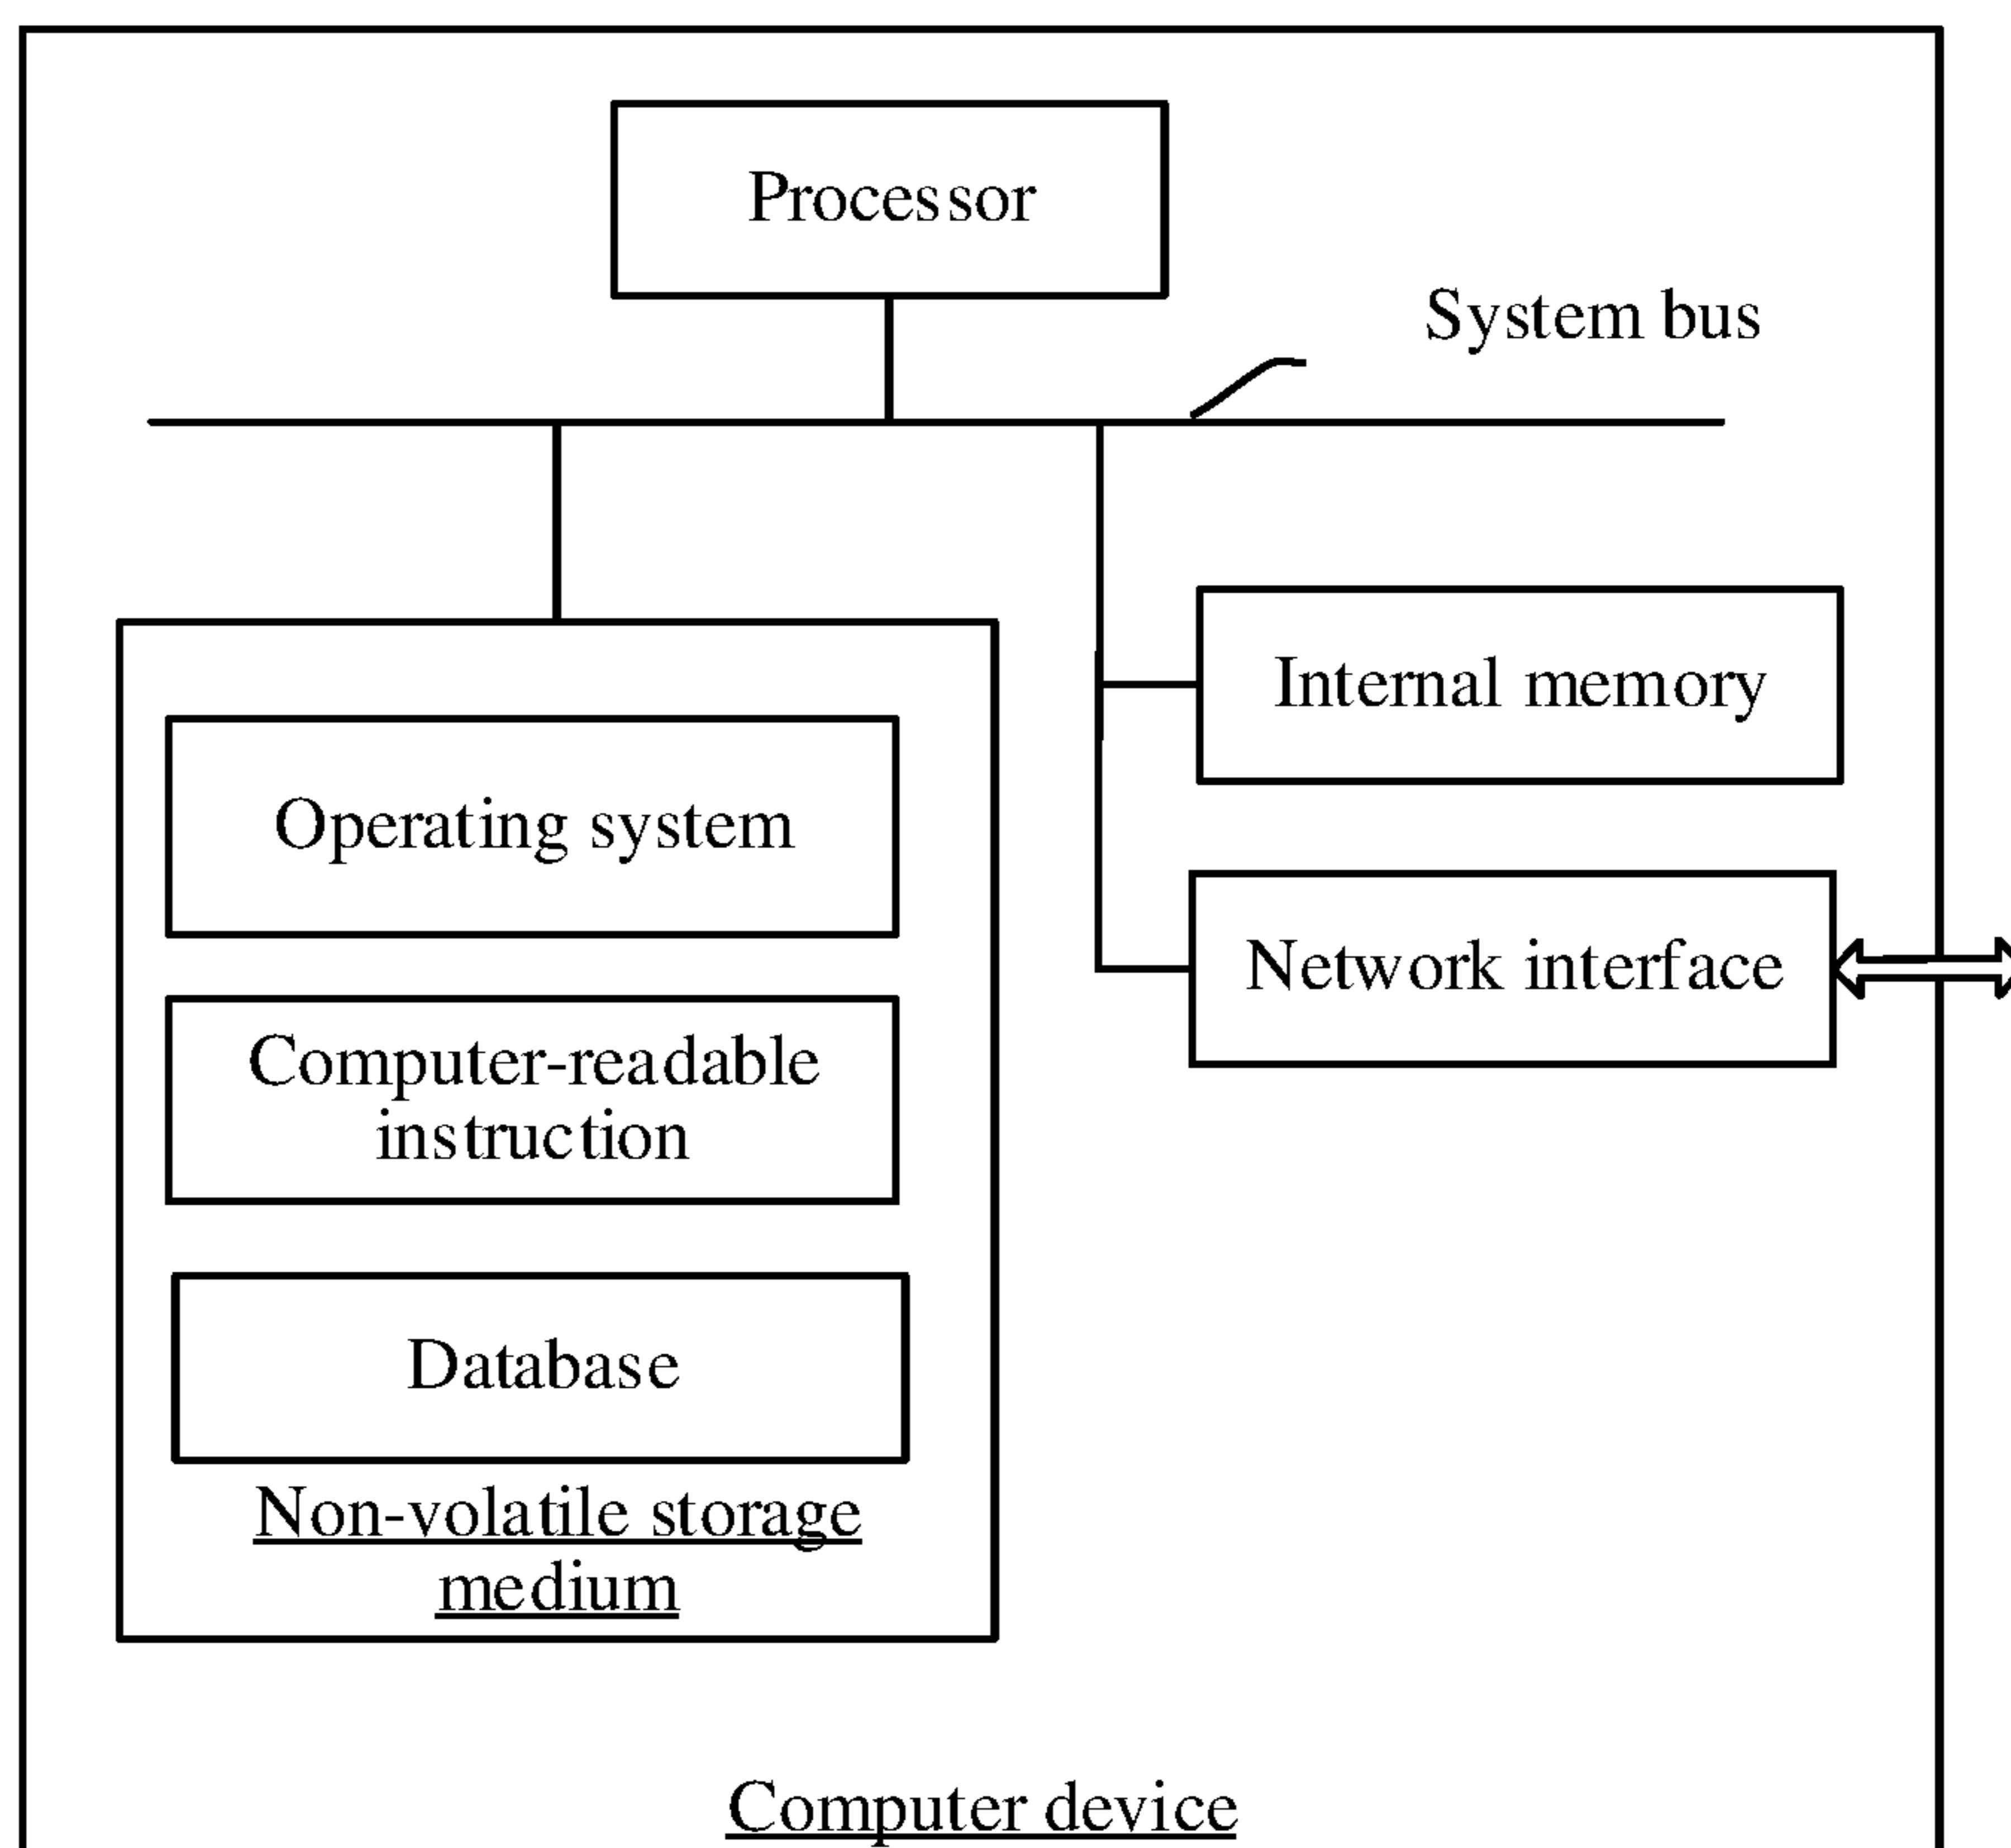 Processor
System bus
Internal memory
Operating system
Network interface
Computer-readable
instruction
Database
Non-volatile storage
medium
Computer device